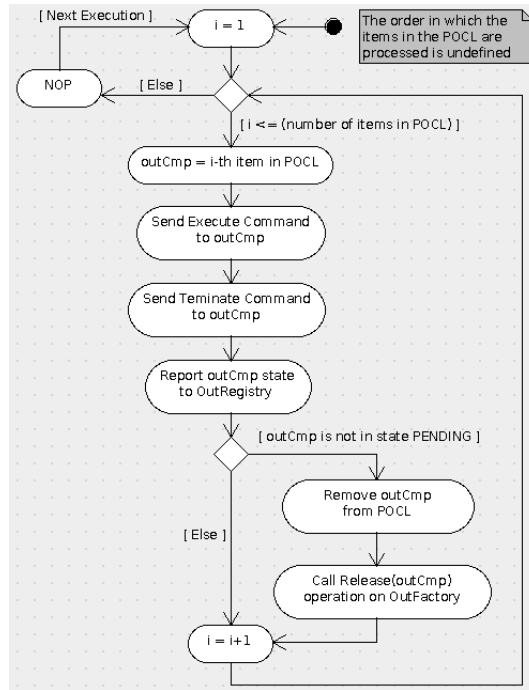 [ Next Execution ]
i = 1
The order in which the
items in the POCL are
processed is undefined
NOP
[ Else ]
[ i <= (number of items in POCL) ]
outCmp = i-th item in POCL
Send Execute Command
to outCmp
Send Teminate Command
to outCmp
Report outCmp state
to OutRegistry
[ outCmp is not in state PENDING ]
Remove outCmp
from POCL
[ Else ]
Call Release(outCmp)
operation on OutFactory
i = i+1